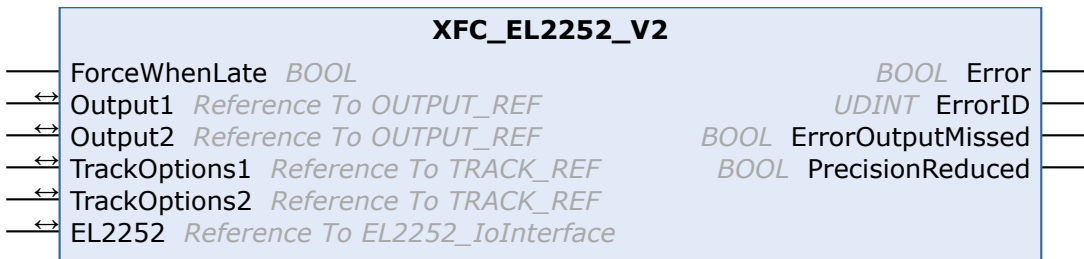 XFC_EL2252_V2
ForceWhenLate BOOL BOOL Error
Output1 Reference To OUTPUT_REF UDINT ErrorID
Output2 Reference To OUTPUT_REF BOOL ErrorOutputMissed
TrackOptions1 Reference To TRACK_REF BOOL PrecisionReduced
TrackOptions2 Reference To TRACK_REF
EL2252 Reference To EL2252_IoInterface